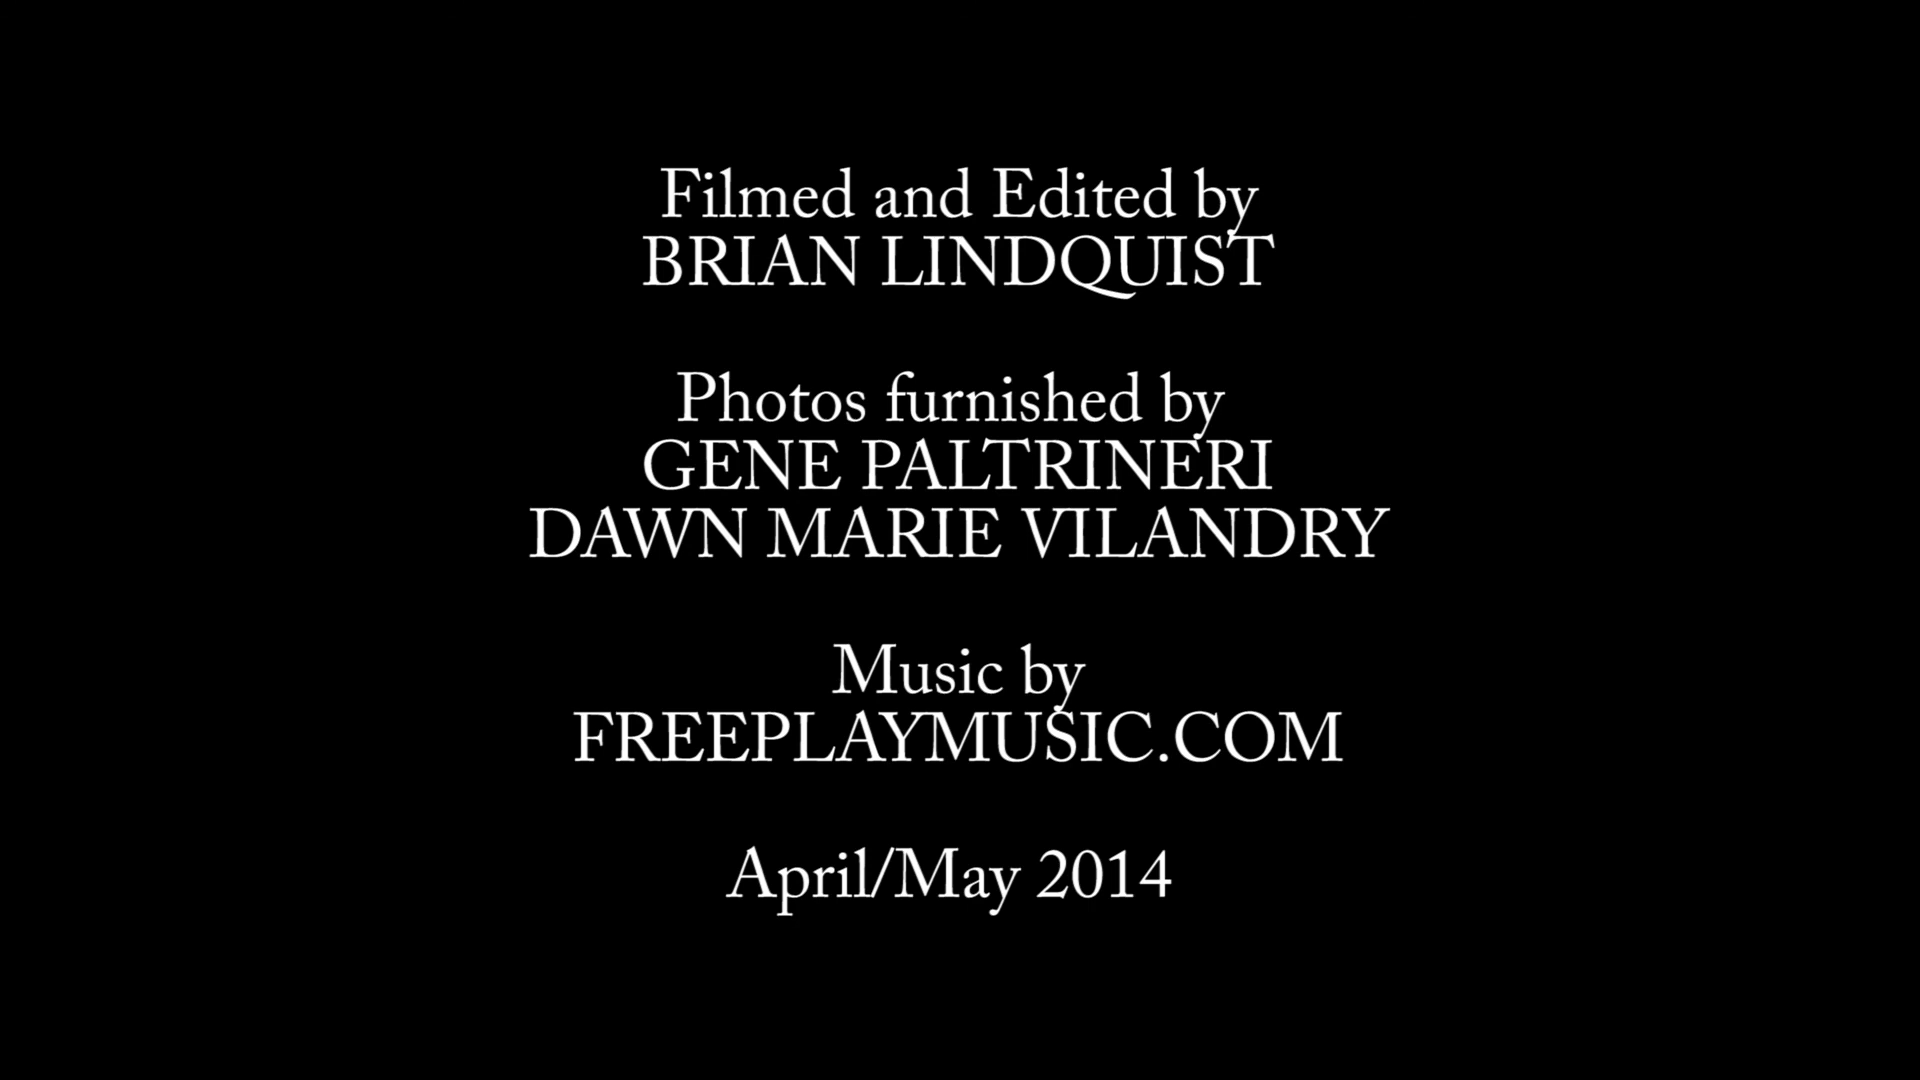 Filmed and Edited by
BRIAN LINDQUIST
Photos furnished by
GENE PALTRINERI
DAWN MARIE VILANDRY
Music by
FREEPLAYMUSIC.COM
April/May 2014